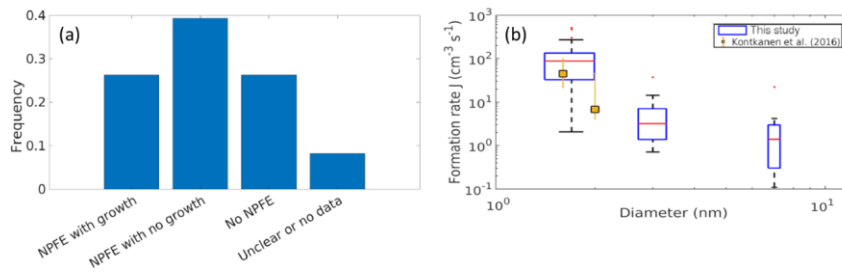 (a)
0.4
0.3
0.2
0.1
0
Frequency
NPFE with growth
NPFE with no growth
No NPFE
Unclear or no data
(b)
This study
Kontkanen et al. (2016)
10³
10²
10¹
10⁰
10⁻¹
Formation rate J (cm⁻³ s⁻¹)
10⁰
10¹
Diameter (nm)